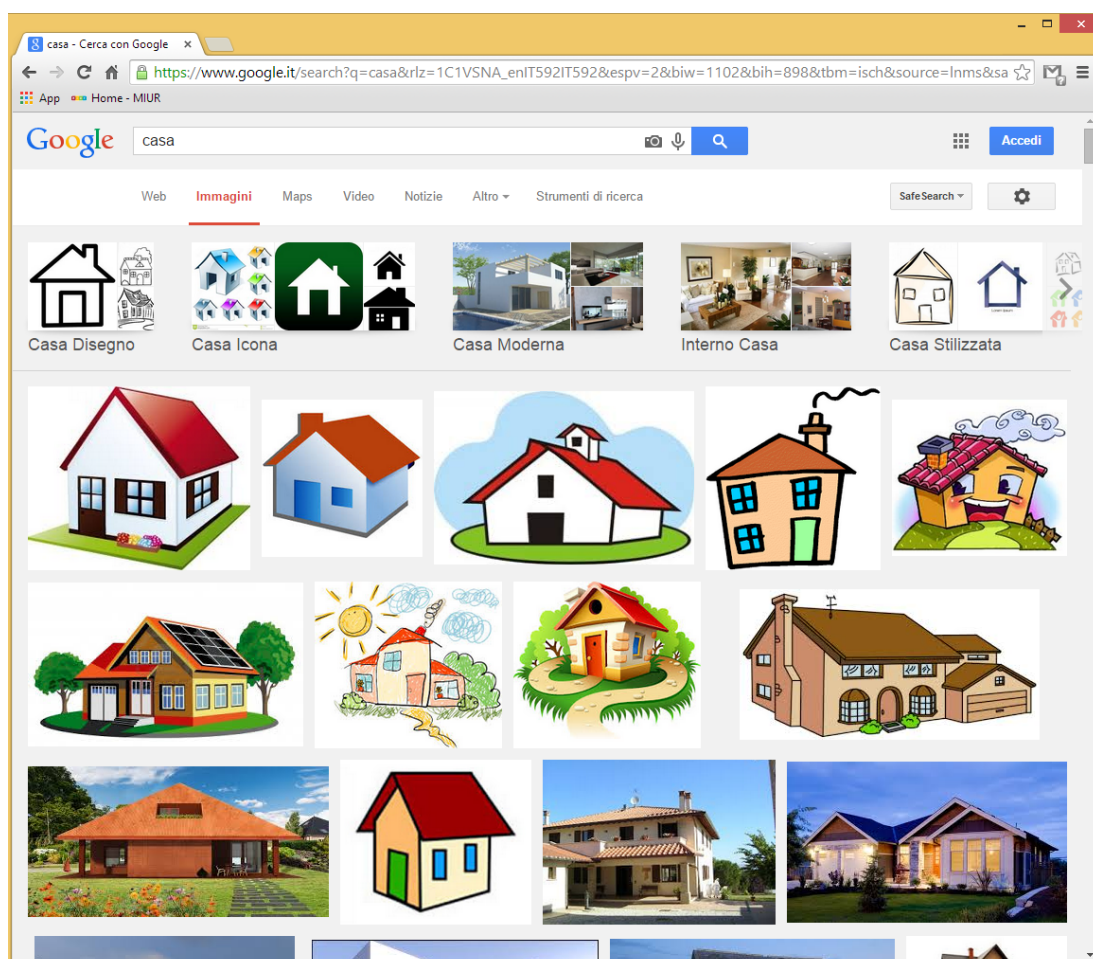 casa - Cerca con Google
https://www.google.it/search?q=casa&rlz=1C1VSNA_enIT592IT592&espv=2&biw=1102&bih=898&tbm=isch&source=lnms&sa
App Home - MIUR
Google casa Accedi
Web Immagini Maps Video Notizie Altro Strumenti di ricerca SafeSearch
Casa Disegno Casa Icona Casa Moderna Interno Casa Casa Stilizzata